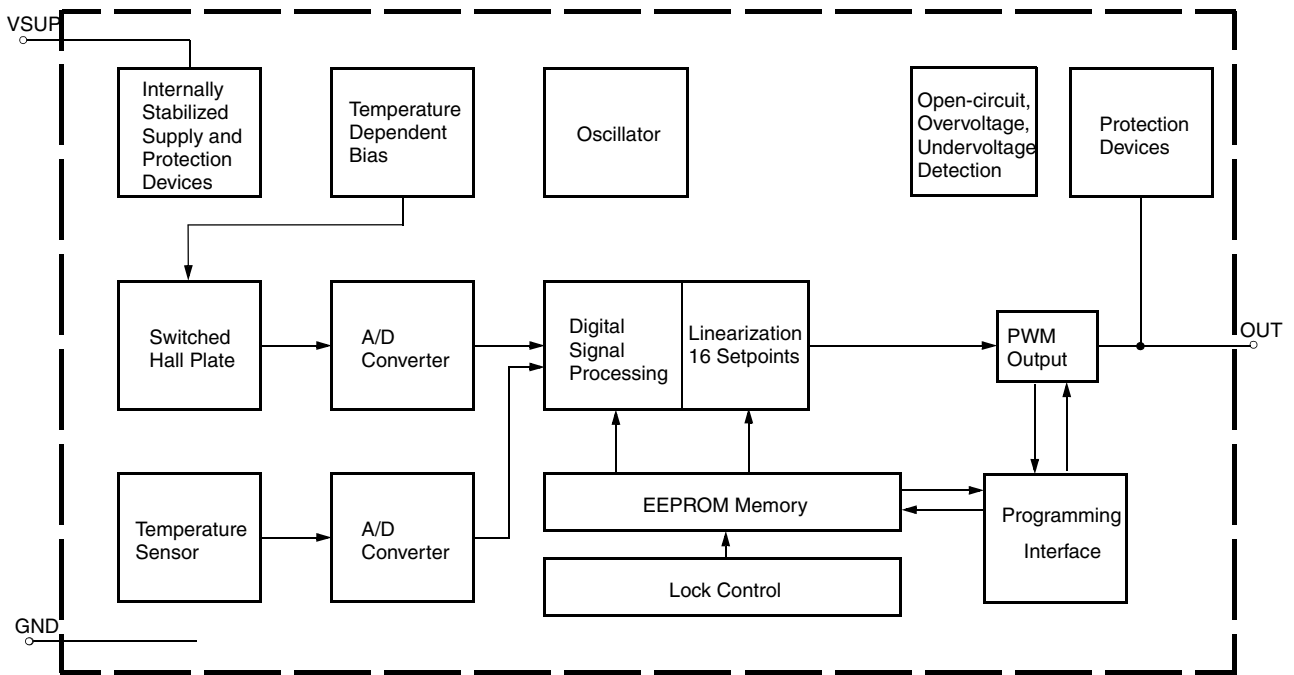 VSUP
Internally
Stabilized
Supply and
Protection
Devices
Temperature
Dependent
Bias
Oscillator
Open-circuit,
Overvoltage,
Undervoltage
Detection
Protection
Devices
Switched
Hall Plate
A/D
Converter
Digital
Signal
Processing
Linearization
16 Setpoints
PWM
Output
OUT
Temperature
Sensor
A/D
Converter
EEPROM Memory
Lock Control
Programming
Interface
GND